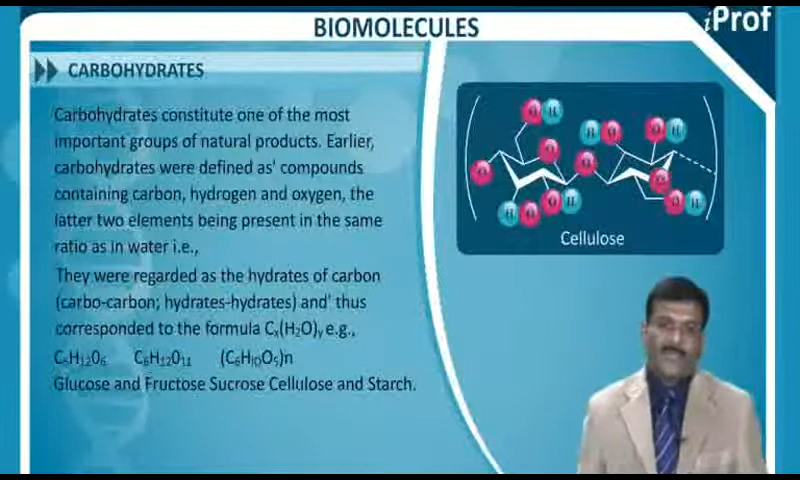 BIOMOLECULES
iProf
CARBOHYDRATES
Carbohydrates constitute one of the most
important groups of natural products. Earlier,
carbohydrates were defined as' compounds
containing carbon, hydrogen and oxygen, the
latter two elements being present in the same
ratio as in water i.e.,
They were regarded as the hydrates of carbon
(carbo-carbon; hydrates-hydrates) and' thus
corresponded to the formula Cₓ(H₂O)ᵧ e.g.,
C₆H₁₂O₆ C₆H₁₂O₁₁ (C₆H₁₀O₅)n
Glucose and Fructose Sucrose Cellulose and Starch.
O H
H O O H
O
O O O
H O O H O H
Cellulose